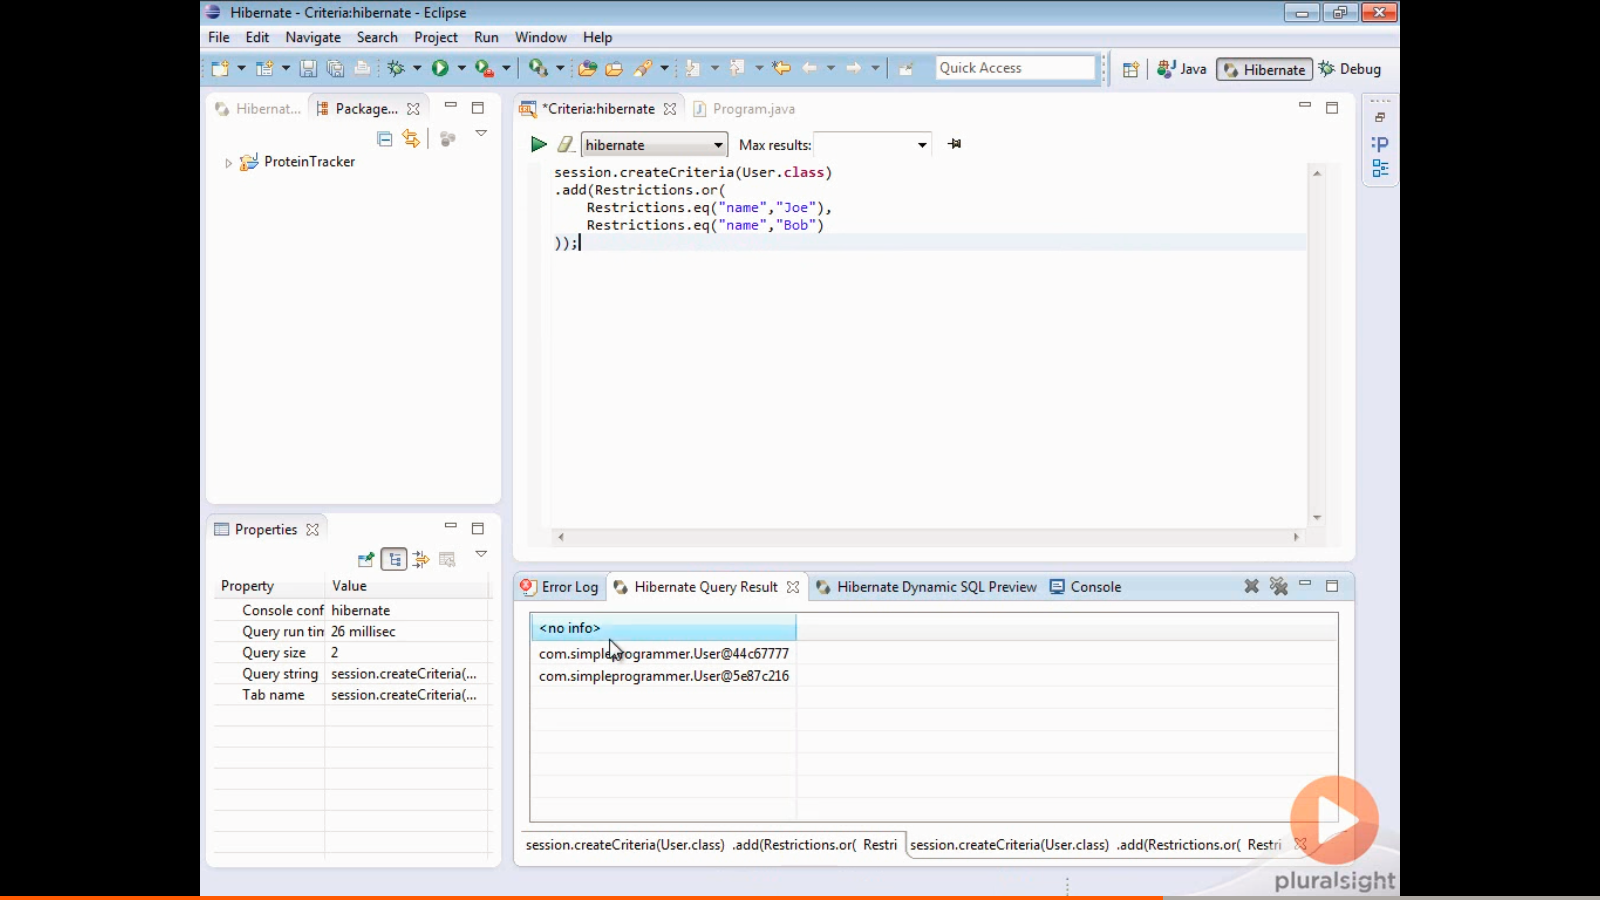 Hibernate - Criteria:hibernate - Eclipse
File Edit Navigate Search Project Run Window Help
Quick Access
Java
Hibernate
Debug
Hibernat...
Package...
*Criteria:hibernate
Program.java
ProteinTracker
hibernate
Max results:
session.createCriteria(User.class)
.add(Restrictions.or(
Restrictions.eq("name","Joe"),
Restrictions.eq("name","Bob")
));
:P
Properties
Property Value
Console conf hibernate
Query run tin 26 millisec
Query size 2
Query string session.createCriteria(...
Tab name session.createCriteria(...
Error Log
Hibernate Query Result
Hibernate Dynamic SQL Preview
Console
<no info>
com.simpleprogrammer.User@44c67777
com.simpleprogrammer.User@5e87c216
session.createCriteria(User.class) .add(Restrictions.or( Restri
session.createCriteria(User.class) .add(Restrictions.or( Restri
pluralsight